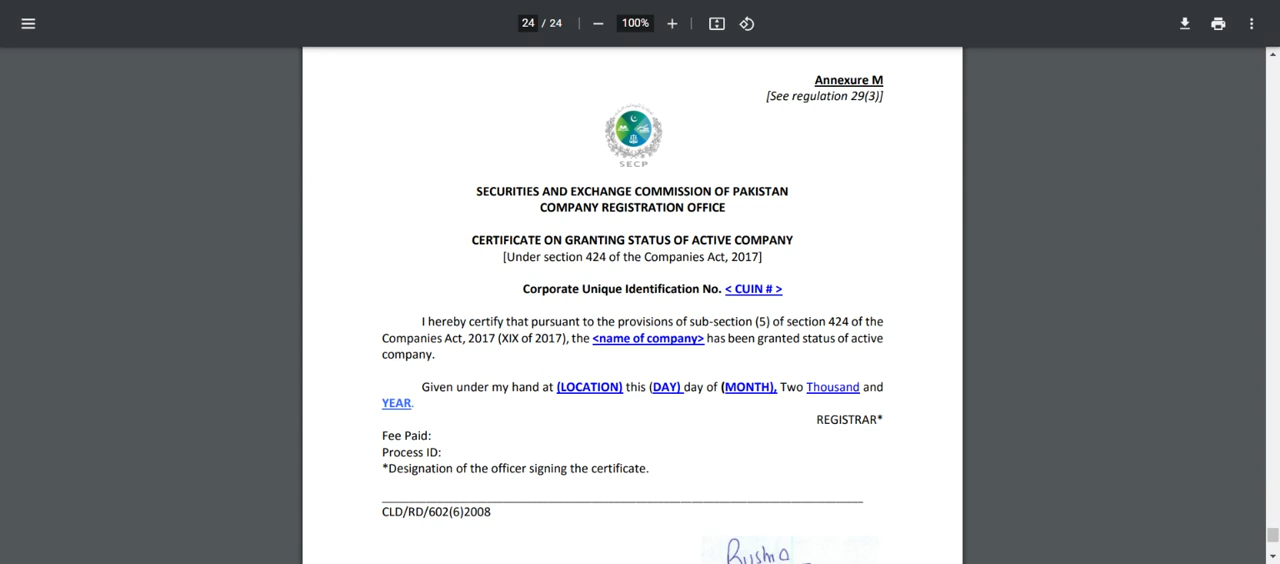 24 / 24
100%
Annexure M
[See regulation 29(3)]
SECP
SECURITIES AND EXCHANGE COMMISSION OF PAKISTAN
COMPANY REGISTRATION OFFICE
CERTIFICATE ON GRANTING STATUS OF ACTIVE COMPANY
[Under section 424 of the Companies Act, 2017]
Corporate Unique Identification No. < CUIN # >
I hereby certify that pursuant to the provisions of sub-section (5) of section 424 of the
Companies Act, 2017 (XIX of 2017), the <name of company> has been granted status of active
company.
Given under my hand at (LOCATION) this (DAY) day of (MONTH), Two Thousand and
YEAR.
REGISTRAR*
Fee Paid:
Process ID:
*Designation of the officer signing the certificate.
CLD/RD/602(6)2008